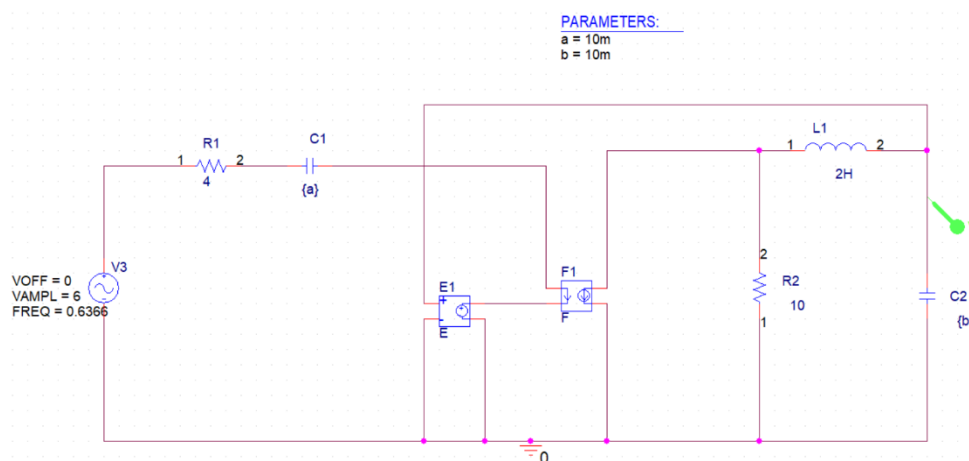 PARAMETERS:
a = 10m
b = 10m
R1
1
2
4
C1
{a}
L1
1
2
2H
V3
VOFF = 0
VAMPL = 6
FREQ = 0.6366
E1
+
-
E
F1
F
2
R2
10
1
C2
{b
0